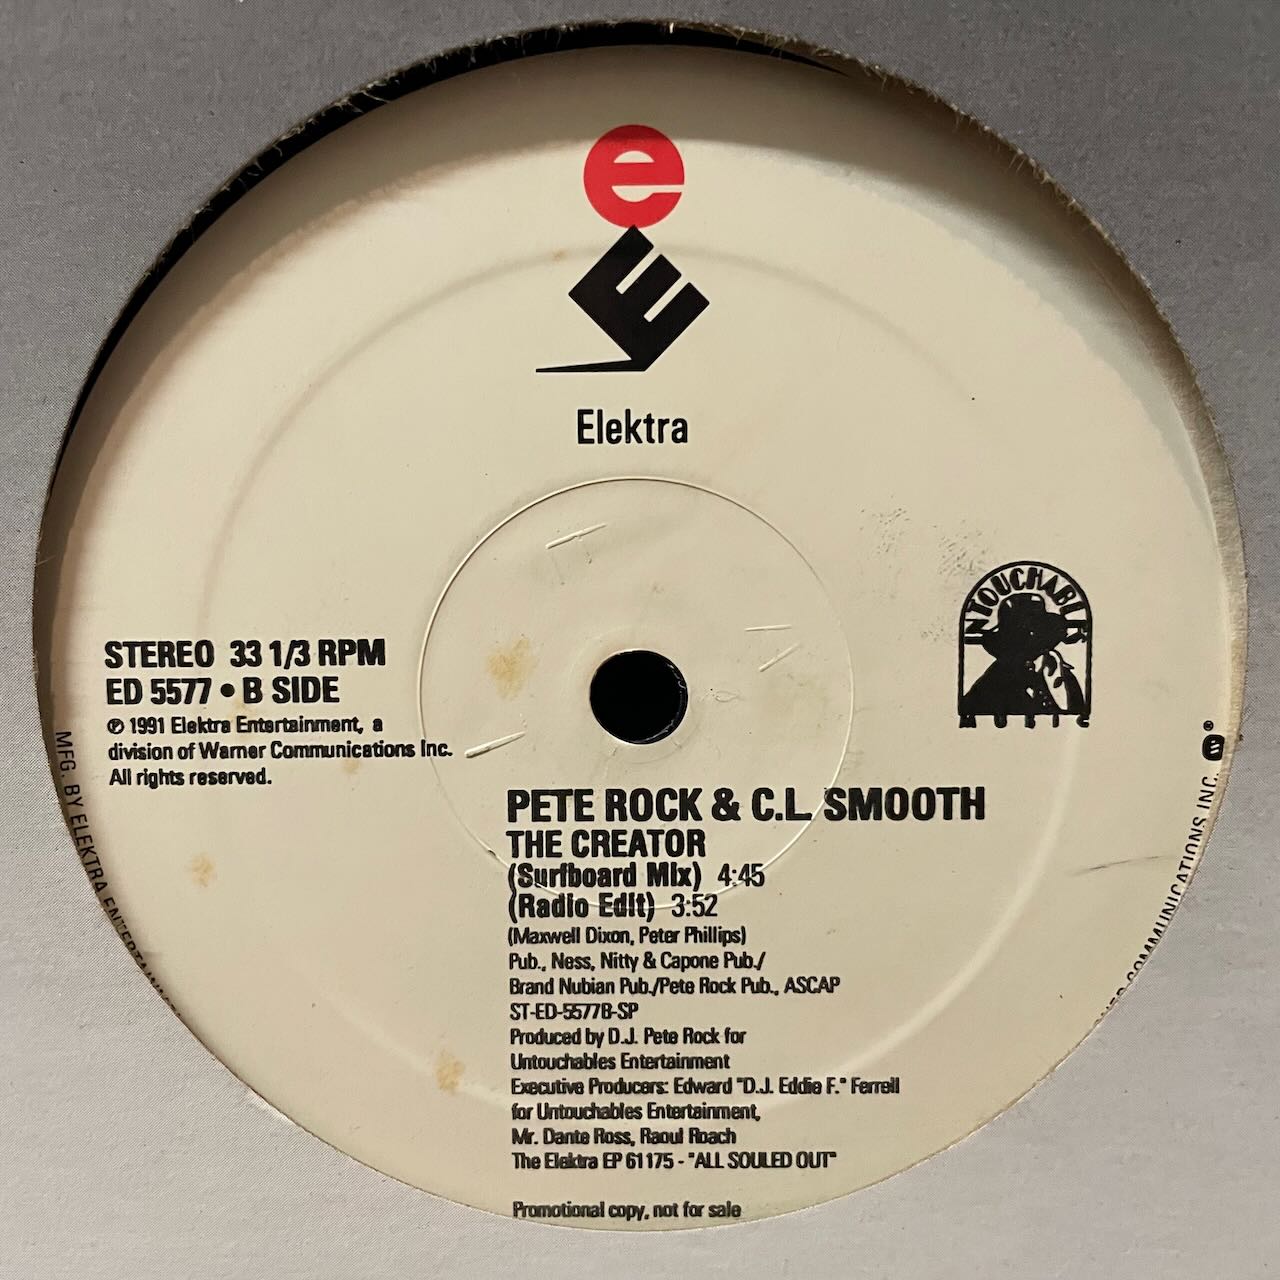 e
E
Elektra
INTOUCHABLES
MUSIC
STEREO 33 1/3 RPM
ED 5577 • B SIDE
℗ 1991 Elektra Entertainment, a
division of Warner Communications Inc.
All rights reserved.
PETE ROCK & C.L. SMOOTH
THE CREATOR
(Surfboard Mix) 4:45
(Radio Edit) 3:52
(Maxwell Dixon, Peter Phillips)
Pub., Ness, Nitty & Capone Pub./
Brand Nubian Pub./Pete Rock Pub., ASCAP
ST-ED-5577B-SP
Produced by D.J. Pete Rock for
Untouchables Entertainment
Executive Producers: Edward "D.J. Eddie F." Ferrell
for Untouchables Entertainment,
Mr. Dante Ross, Raoul Roach
The Elektra EP 61175 - "ALL SOULED OUT"
Promotional copy, not for sale
MFG. BY ELEKTRA
COMMUNICATIONS INC. ®